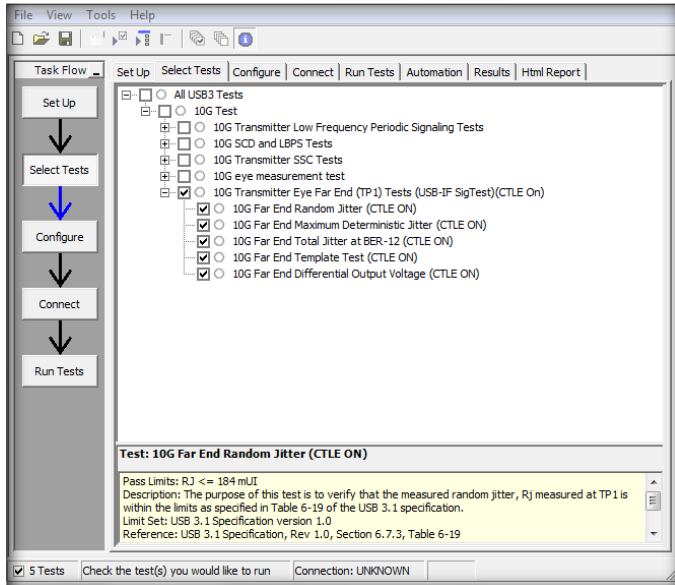 File View Tools Help
Task Flow
Set Up Select Tests Configure Connect Run Tests Automation Results Html Report
Set Up
Select Tests
Configure
Connect
Run Tests
All USB3 Tests
10G Test
10G Transmitter Low Frequency Periodic Signaling Tests
10G SCD and LBPS Tests
10G Transmitter SSC Tests
10G eye measurement test
10G Transmitter Eye Far End (TP1) Tests (USB-IF SigTest)(CTLE On)
10G Far End Random Jitter (CTLE ON)
10G Far End Maximum Deterministic Jitter (CTLE ON)
10G Far End Total Jitter at BER-12 (CTLE ON)
10G Far End Template Test (CTLE ON)
10G Far End Differential Output Voltage (CTLE ON)
Test: 10G Far End Random Jitter (CTLE ON)
Pass Limits: RJ <= 184 mUI
Description: The purpose of this test is to verify that the measured random jitter, Rj measured at TP1 is
within the limits as specified in Table 6-19 of the USB 3.1 specification.
Limit Set: USB 3.1 Specification version 1.0
Reference: USB 3.1 Specification, Rev 1.0, Section 6.7.3, Table 6-19
5 Tests Check the test(s) you would like to run Connection: UNKNOWN